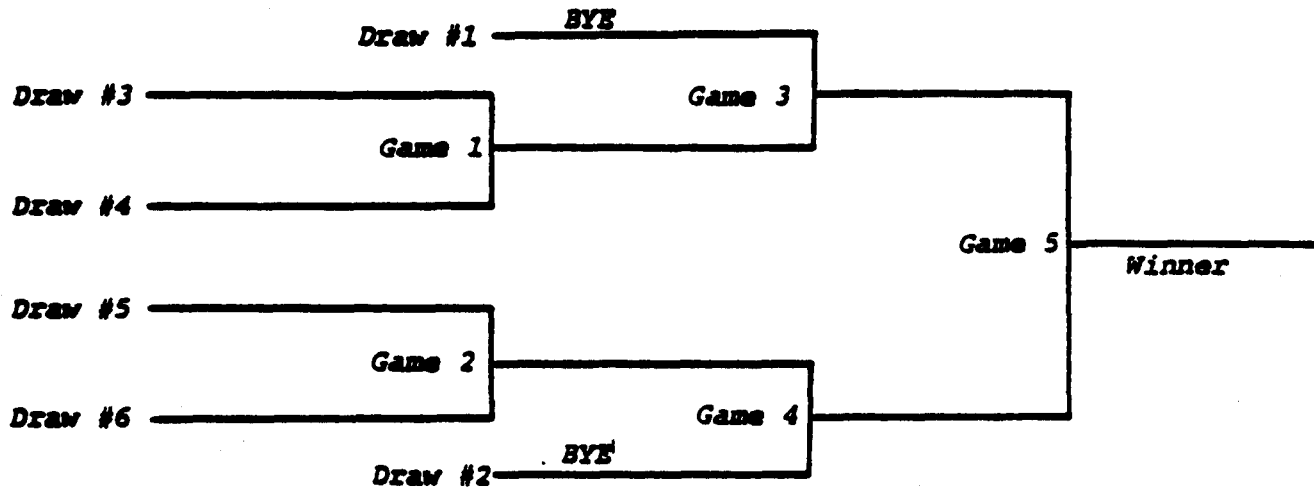 BYE
Draw #1
Draw #3
Game 3
Game 1
Draw #4
Game 5
Winner
Draw #5
Game 2
Draw #6
Game 4
BYE
Draw #2